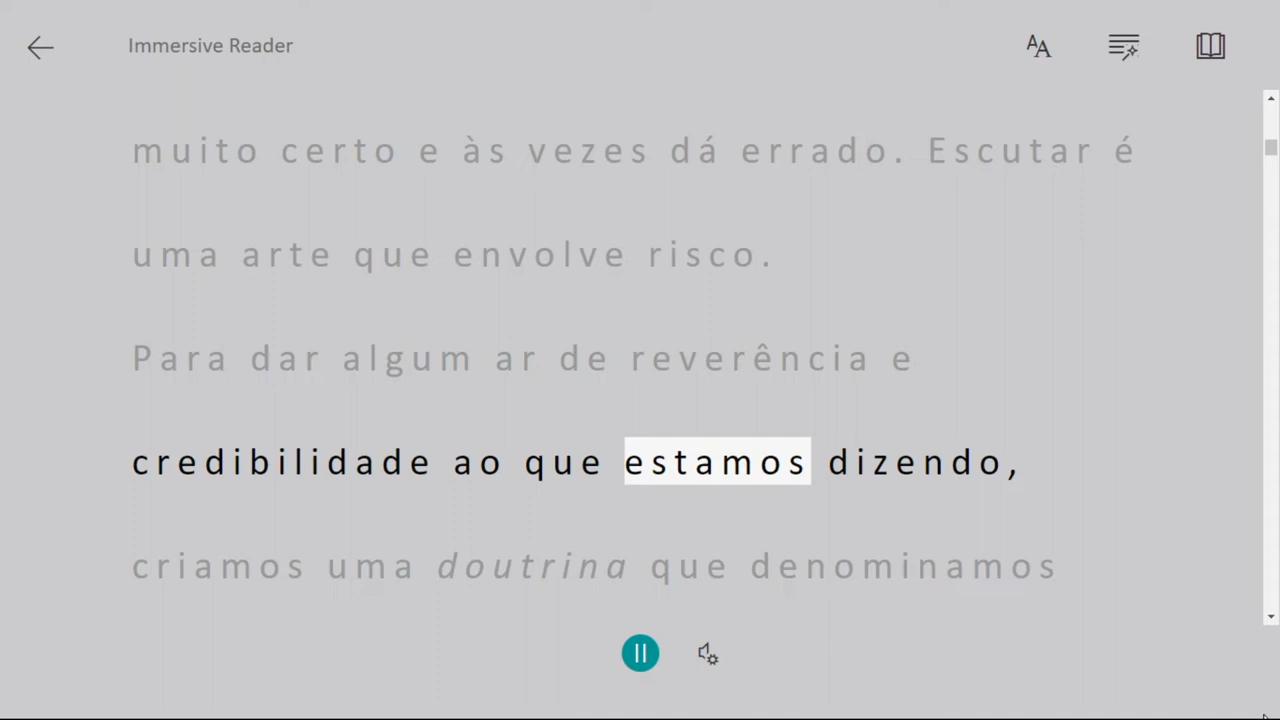 Immersive Reader
muito certo e às vezes dá errado. Escutar é
uma arte que envolve risco.
Para dar algum ar de reverência e
credibilidade ao que estamos dizendo,
criamos uma doutrina que denominamos